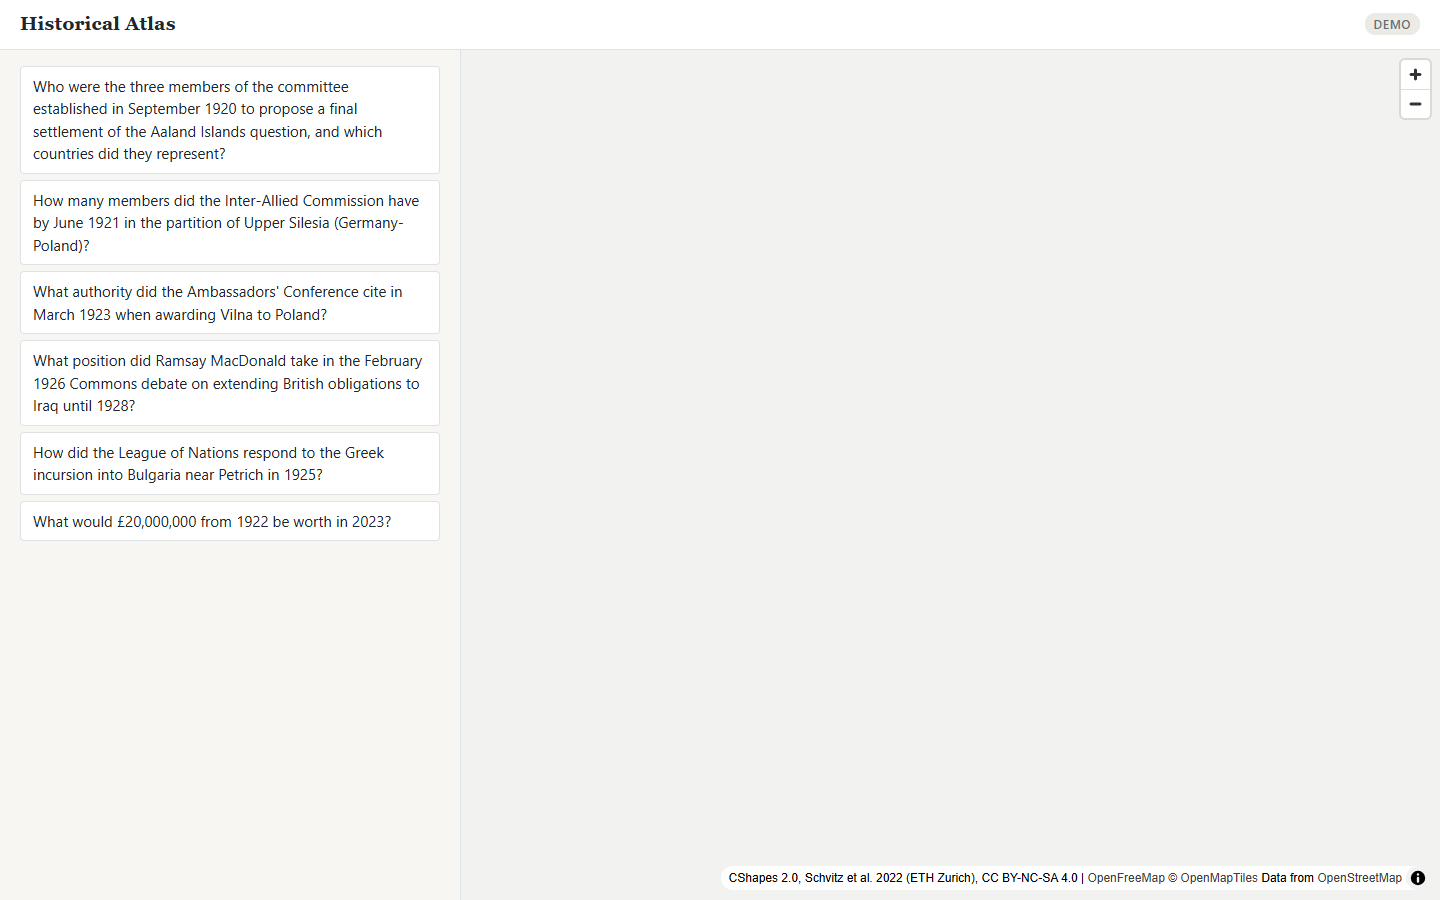 Historical Atlas
DEMO
Who were the three members of the committee
established in September 1920 to propose a final
settlement of the Aaland Islands question, and which
countries did they represent?
How many members did the Inter-Allied Commission have
by June 1921 in the partition of Upper Silesia (Germany-
Poland)?
What authority did the Ambassadors' Conference cite in
March 1923 when awarding Vilna to Poland?
What position did Ramsay MacDonald take in the February
1926 Commons debate on extending British obligations to
Iraq until 1928?
How did the League of Nations respond to the Greek
incursion into Bulgaria near Petrich in 1925?
What would £20,000,000 from 1922 be worth in 2023?
CShapes 2.0, Schvitz et al. 2022 (ETH Zurich), CC BY-NC-SA 4.0 | OpenFreeMap © OpenMapTiles Data from OpenStreetMap